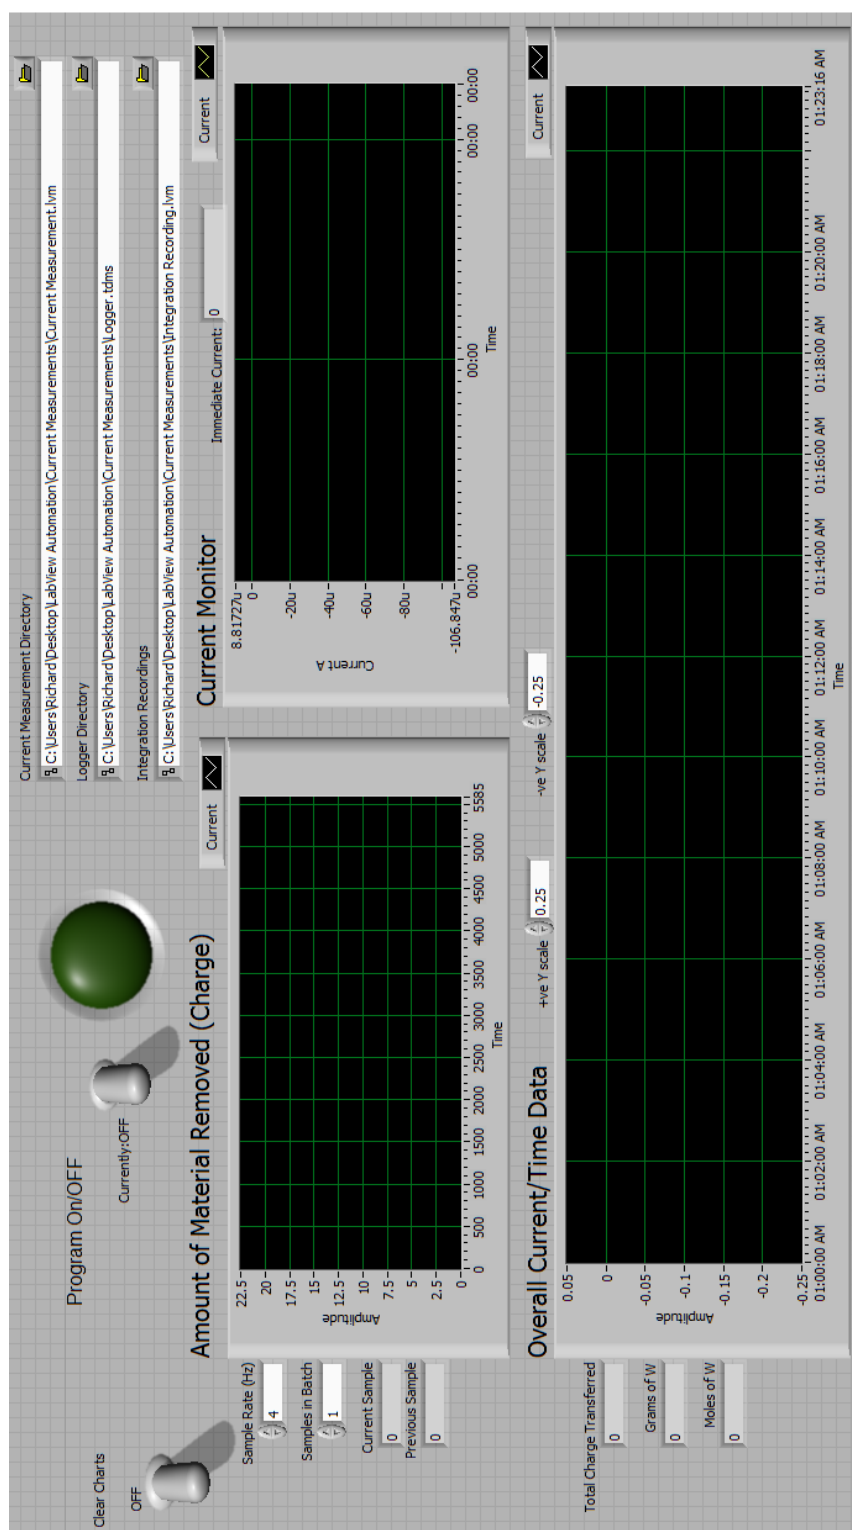 Clear Charts
OFF
Program On/OFF
Currently:OFF
Current Measurement Directory
C:\Users\Richard\Desktop\LabView Automation\Current Measurements\Current Measurement.lvm
Logger Directory
C:\Users\Richard\Desktop\LabView Automation\Current Measurements\Logger.tdms
Integration Recordings
C:\Users\Richard\Desktop\LabView Automation\Current Measurements\Integration Recording.lvm
Sample Rate (Hz)
4
Samples in Batch
1
Current Sample
0
Previous Sample
0
Amount of Material Removed (Charge)
Current
22.5
20
17.5
15
12.5
10
7.5
5
2.5
0
Amplitude
0 500 1000 1500 2000 2500 3000 3500 4000 4500 5000 5585
Time
Current Monitor
Immediate Current: 0
Current
8.81727u
0
-20u
-40u
-60u
-80u
-106.847u
Current A
00:00 00:00 00:00 00:00
Time
Total Charge Transferred
0
Grams of W
0
Moles of W
0
Overall Current/Time Data
+ve Y scale 0.25
-ve Y scale -0.25
Current
0.05
0
-0.05
-0.1
-0.15
-0.2
-0.25
Amplitude
01:00:00 AM 01:02:00 AM 01:04:00 AM 01:06:00 AM 01:08:00 AM 01:10:00 AM 01:12:00 AM 01:14:00 AM 01:16:00 AM 01:18:00 AM 01:20:00 AM 01:23:16 AM
Time